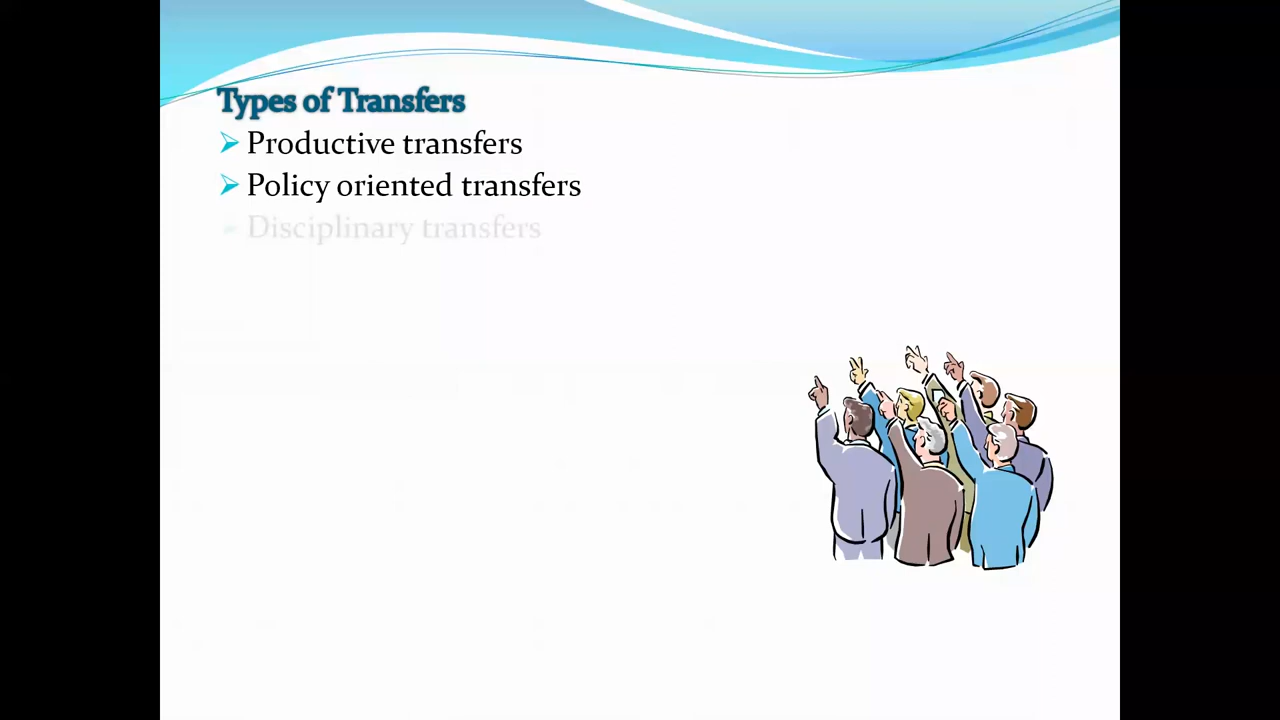 Types of Transfers
Productive transfers
Policy oriented transfers
Disciplinary transfers